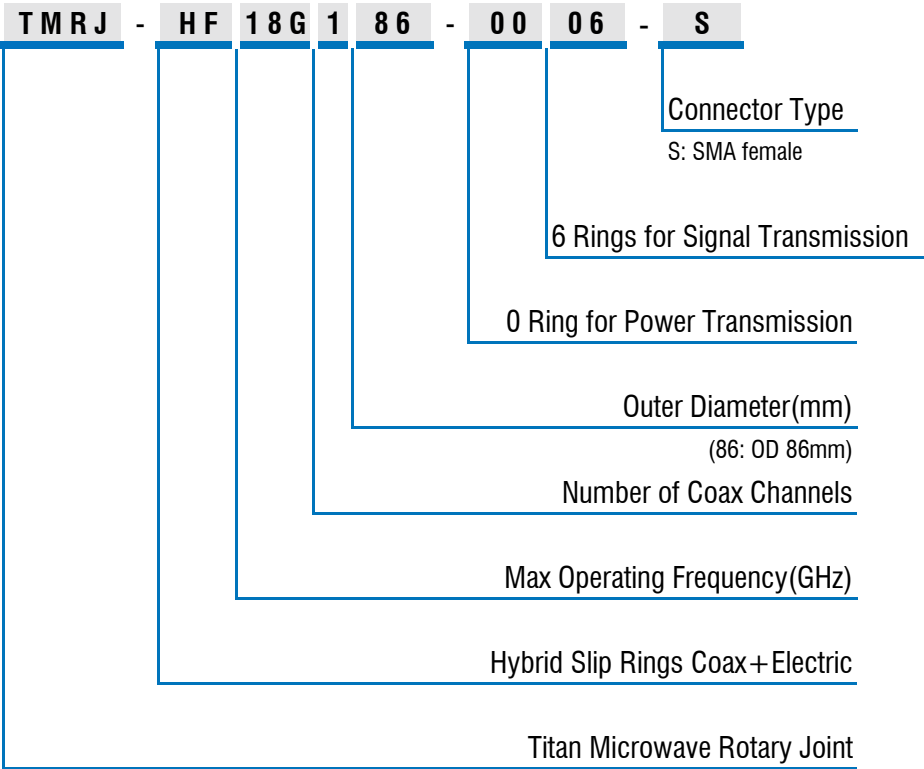 TMRJ - HF 18G 1 86 - 00 06 - S
Connector Type
S: SMA female
6 Rings for Signal Transmission
0 Ring for Power Transmission
Outer Diameter(mm)
(86: OD 86mm)
Number of Coax Channels
Max Operating Frequency(GHz)
Hybrid Slip Rings Coax+Electric
Titan Microwave Rotary Joint